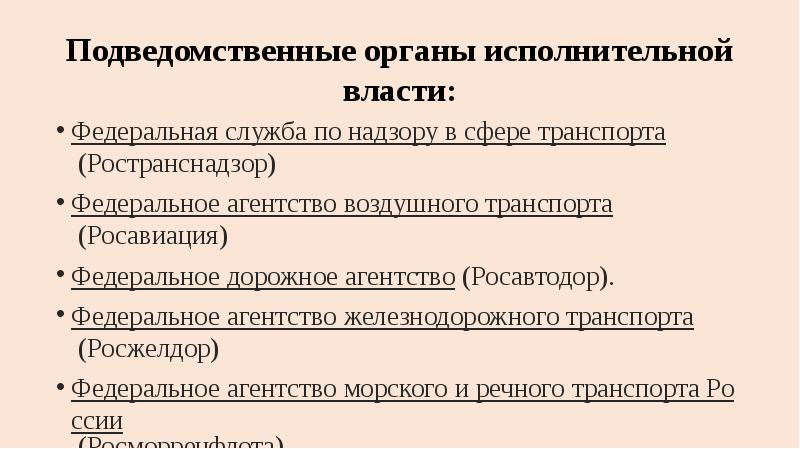 Подведомственные органы исполнительной
власти:
• Федеральная служба по надзору в сфере транспорта
(Ространснадзор)
• Федеральное агентство воздушного транспорта
(Росавиация)
• Федеральное дорожное агентство (Росавтодор).
• Федеральное агентство железнодорожного транспорта
(Росжелдор)
• Федеральное агентство морского и речного транспорта Ро
ссии
(Росморречфлота)